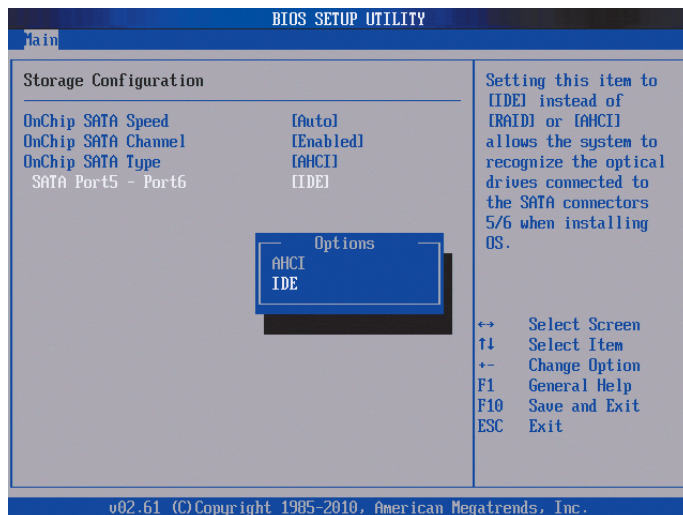 BIOS SETUP UTILITY
Main
Storage Configuration
OnChip SATA Speed [Auto]
OnChip SATA Channel [Enabled]
OnChip SATA Type [AHCI]
SATA Port5 - Port6 [IDE]
Options
AHCI
IDE
Setting this item to
[IDE] instead of
[RAID] or [AHCI]
allows the system to
recognize the optical
drives connected to
the SATA connectors
5/6 when installing
OS.
↔ Select Screen
↑↓ Select Item
+- Change Option
F1 General Help
F10 Save and Exit
ESC Exit
v02.61 (C)Copyright 1985-2010, American Megatrends, Inc.